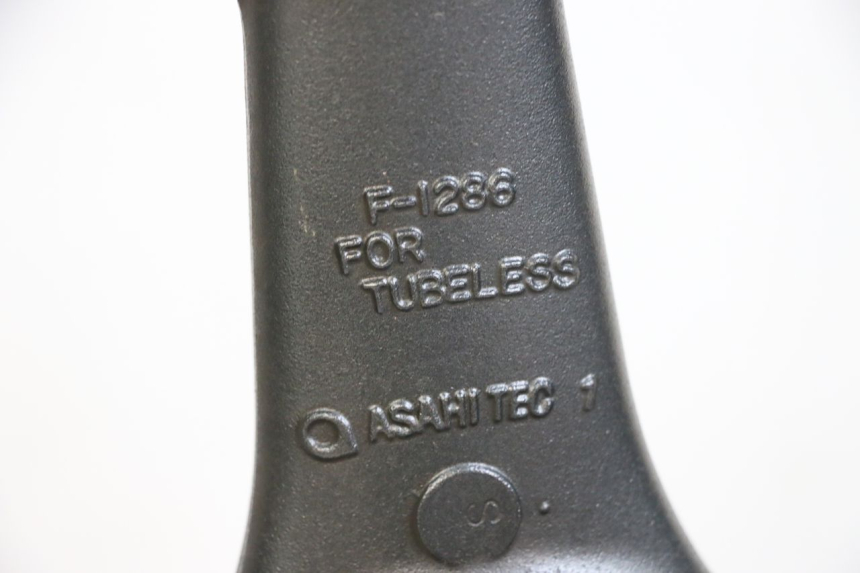 F-1286
FOR
TUBELESS
ASAHI TEC 1
S